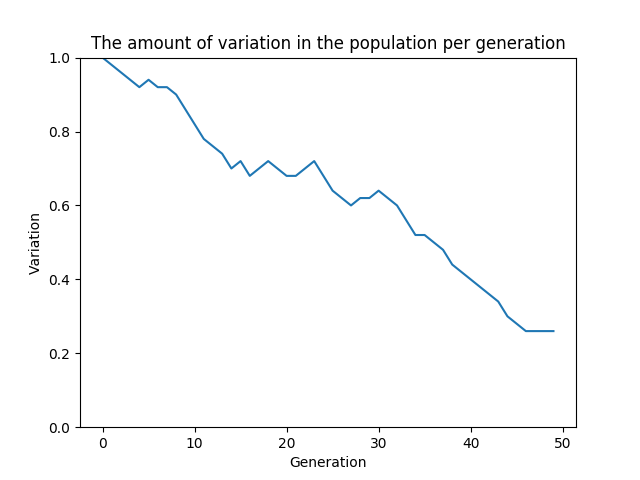 The amount of variation in the population per generation
1.0
0.8
0.6
0.4
0.2
0.0
Variation
0 10 20 30 40 50
Generation